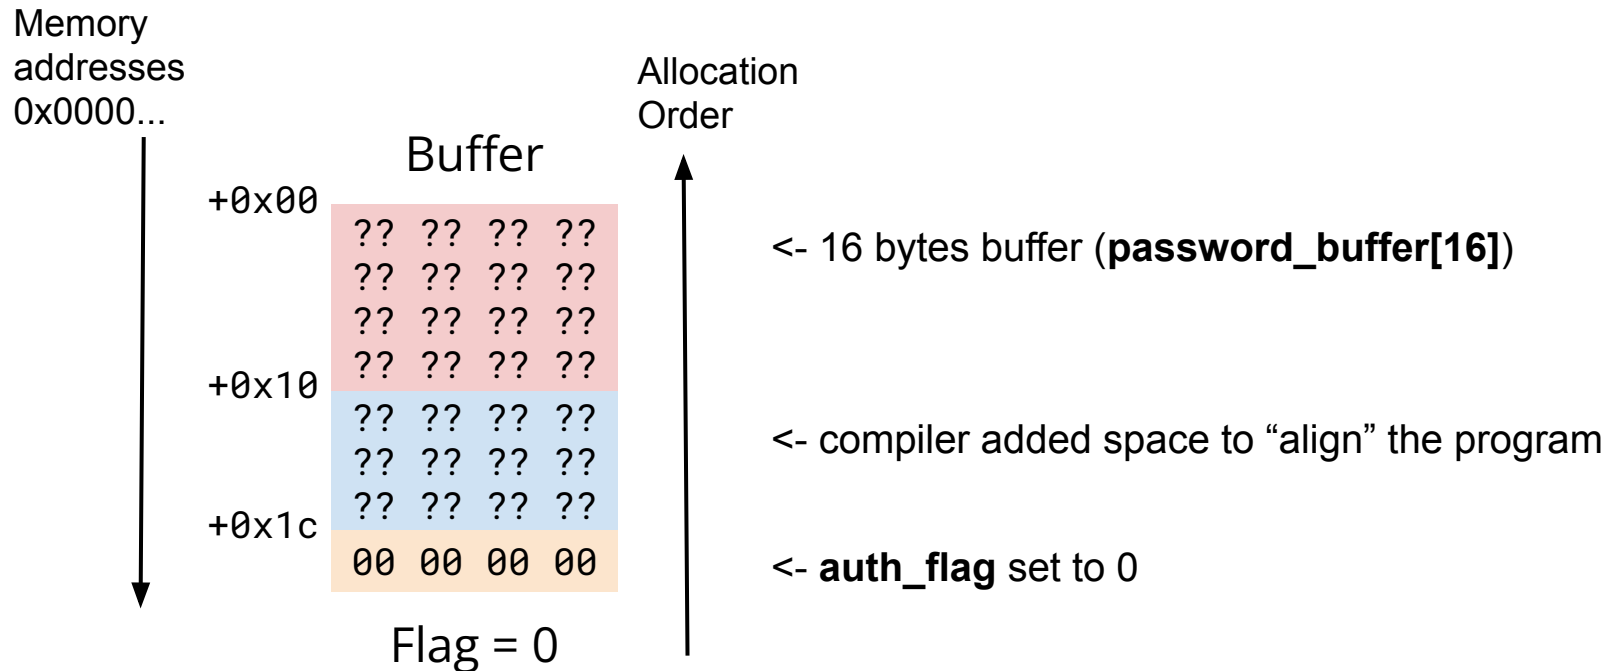 Memory
addresses
0x0000...
Allocation
Order
Buffer
+0x00
?? ?? ?? ??
<- 16 bytes buffer (password_buffer[16])
?? ?? ?? ??
?? ?? ?? ??
?? ?? ?? ??
+0x10
?? ?? ?? ??
<- compiler added space to “align” the program
?? ?? ?? ??
?? ?? ?? ??
+0x1c
00 00 00 00
<- auth_flag set to 0
Flag = 0